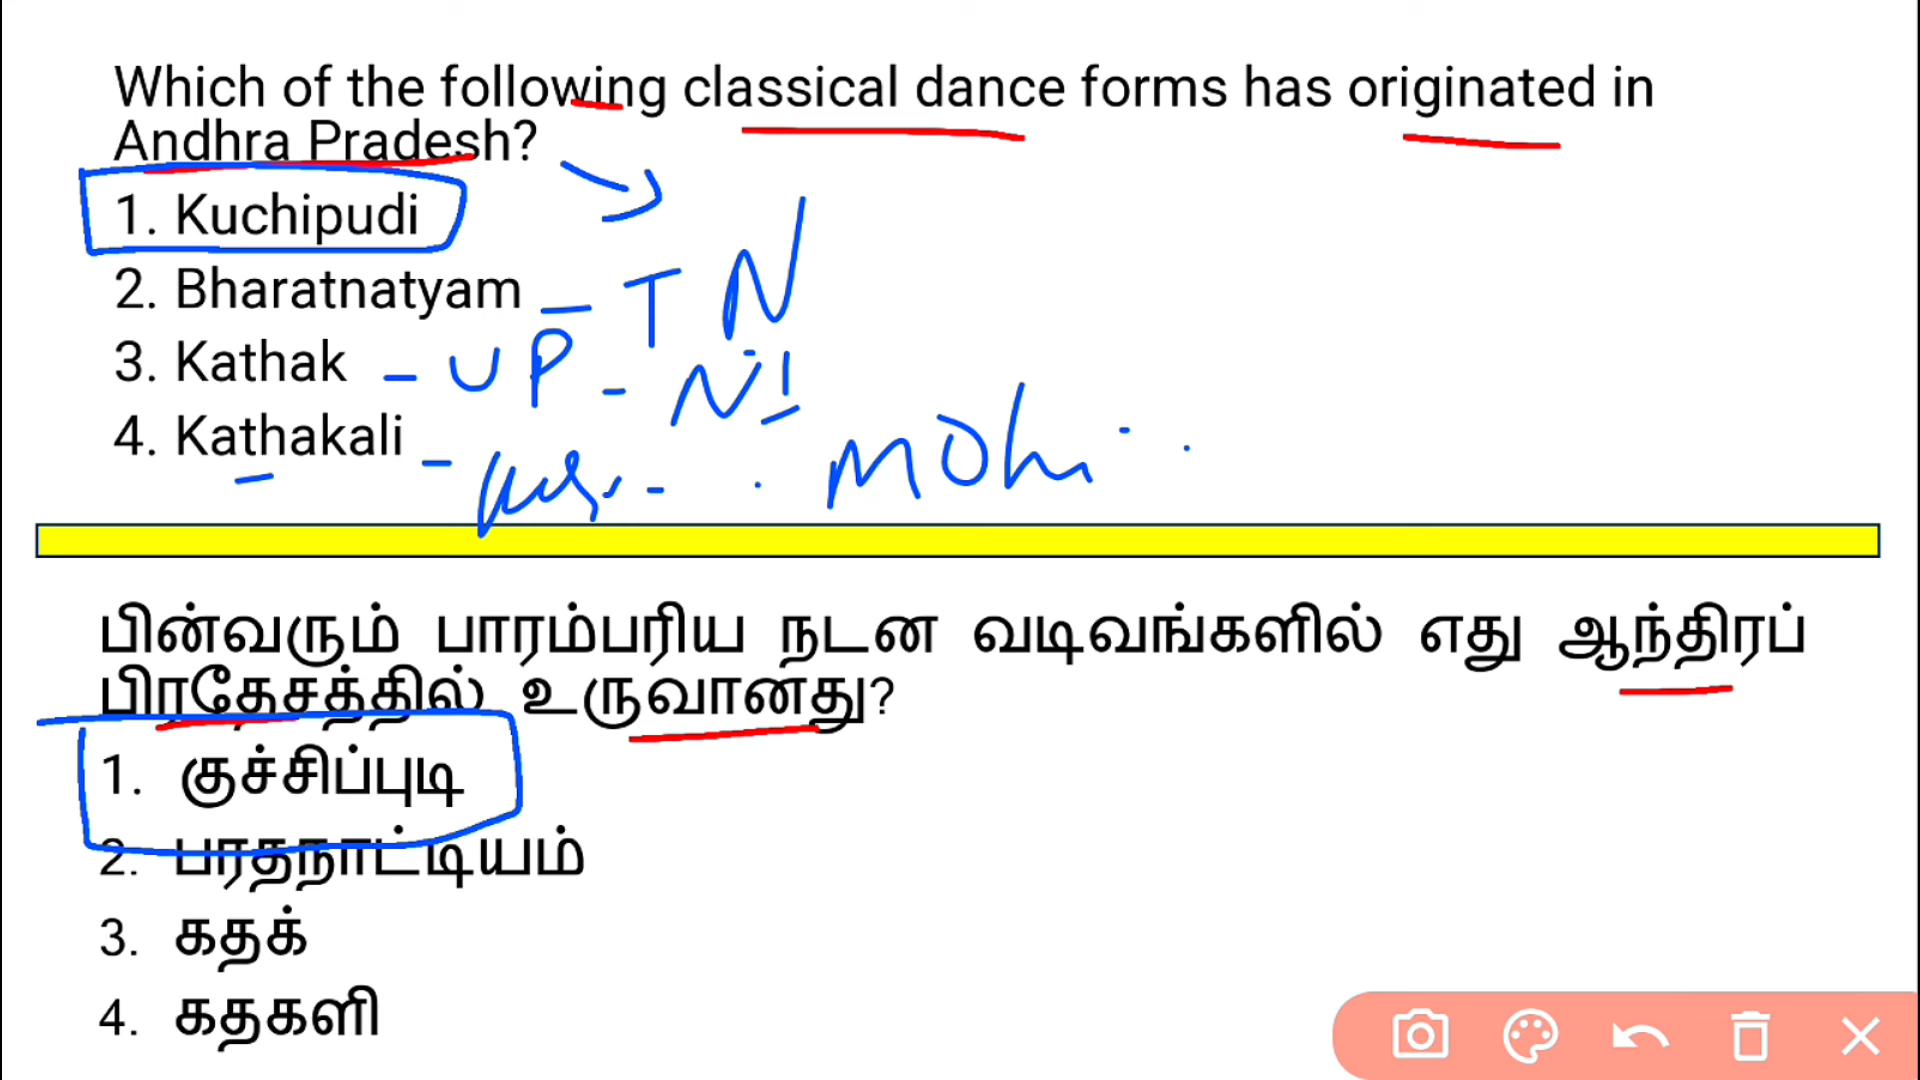 Which of the following classical dance forms has originated in
Andhra Pradesh?
1. Kuchipudi
2. Bharatnatyam – TN
3. Kathak – UP – NI
4. Kathakali – Mohi
பின்வரும் பாரம்பரிய நடன வடிவங்களில் எது ஆந்திரப்
பிரதேசத்தில் உருவானது?
1. குச்சிப்புடி
2. பரதநாட்டியம்
3. கதக்
4. கதகளி